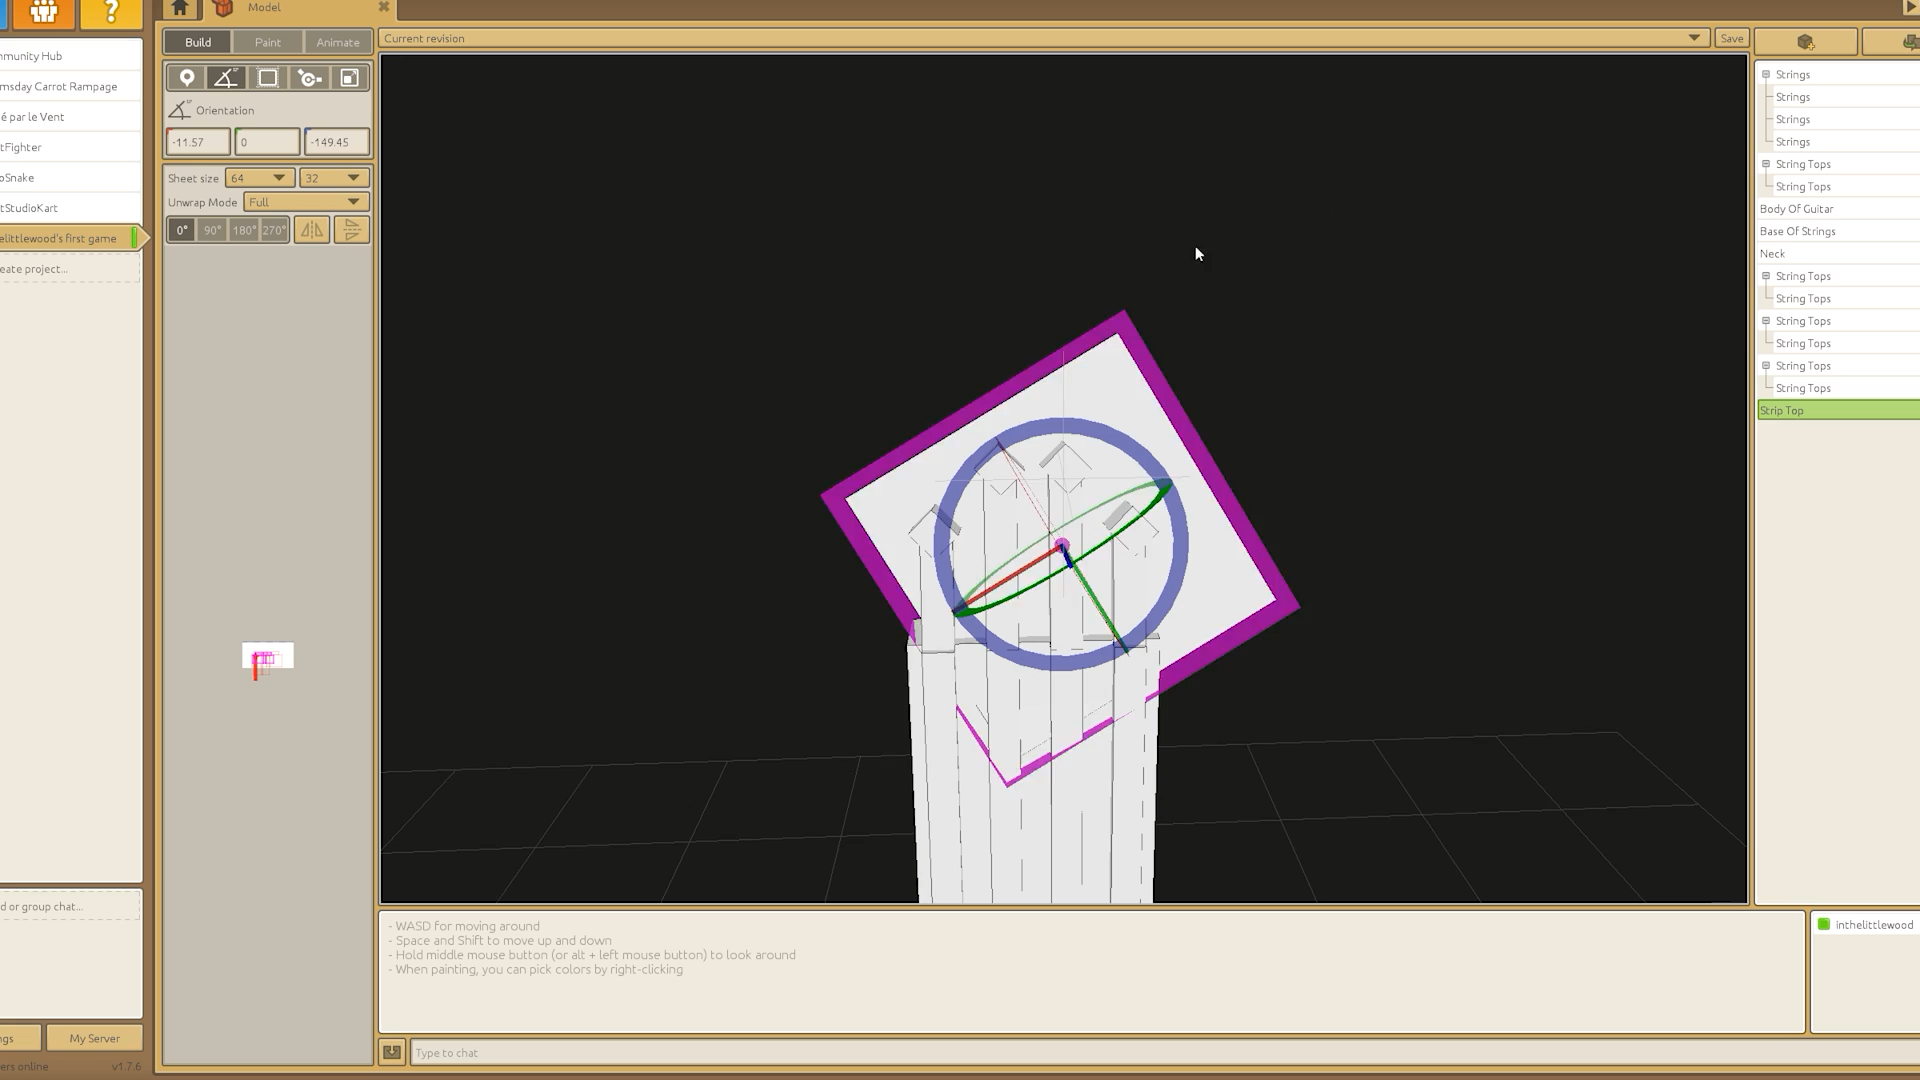 ?
Model
mmunity Hub
msday Carrot Rampage
é par le Vent
tFighter
oSnake
tStudioKart
elittlewood's first game
eate project...
d or group chat...
ngs
My Server
ers online
v1.7.6
Build
Paint
Animate
Orientation
-11.57
0
-149.45
Sheet size
64
32
Unwrap Mode
Full
0°
90°
180°
270°
Current revision
Save
- WASD for moving around
- Space and Shift to move up and down
- Hold middle mouse button (or alt + left mouse button) to look around
- When painting, you can pick colors by right-clicking
Type to chat
Strings
Strings
Strings
Strings
String Tops
String Tops
Body Of Guitar
Base Of Strings
Neck
String Tops
String Tops
String Tops
String Tops
String Tops
String Tops
Strip Top
inthelittlewood